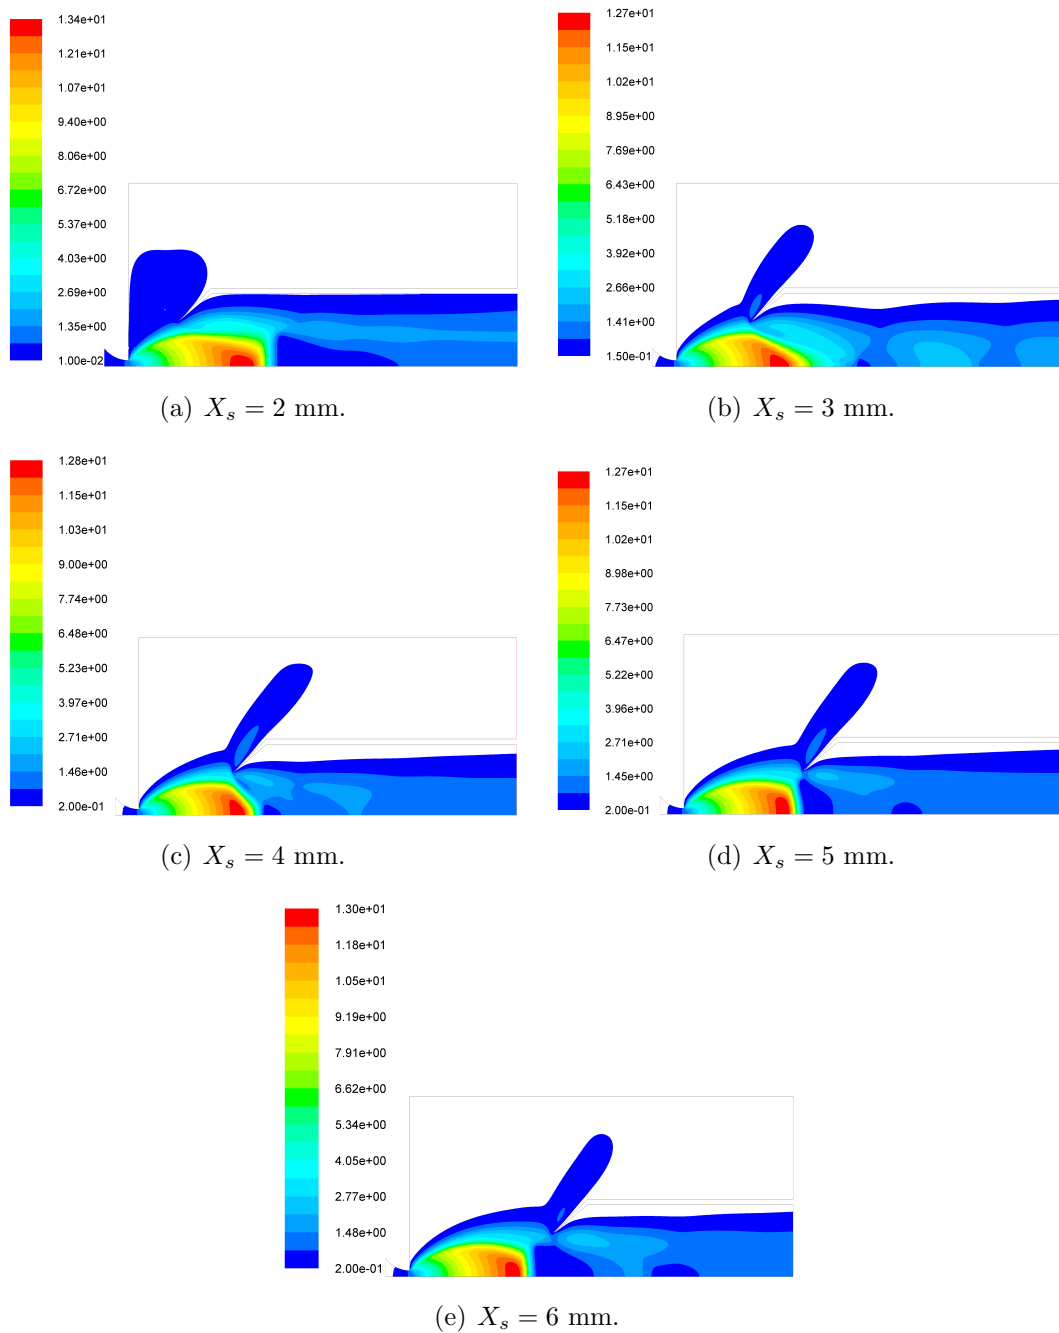 1.34e+01
1.21e+01
1.07e+01
9.40e+00
8.06e+00
6.72e+00
5.37e+00
4.03e+00
2.69e+00
1.35e+00
1.00e-02
(a) X_s = 2 mm.
1.27e+01
1.15e+01
1.02e+01
8.95e+00
7.69e+00
6.43e+00
5.18e+00
3.92e+00
2.66e+00
1.41e+00
1.50e-01
(b) X_s = 3 mm.
1.28e+01
1.15e+01
1.03e+01
9.00e+00
7.74e+00
6.48e+00
5.23e+00
3.97e+00
2.71e+00
1.46e+00
2.00e-01
(c) X_s = 4 mm.
1.27e+01
1.15e+01
1.02e+01
8.98e+00
7.73e+00
6.47e+00
5.22e+00
3.96e+00
2.71e+00
1.45e+00
2.00e-01
(d) X_s = 5 mm.
1.30e+01
1.18e+01
1.05e+01
9.19e+00
7.91e+00
6.62e+00
5.34e+00
4.05e+00
2.77e+00
1.48e+00
2.00e-01
(e) X_s = 6 mm.